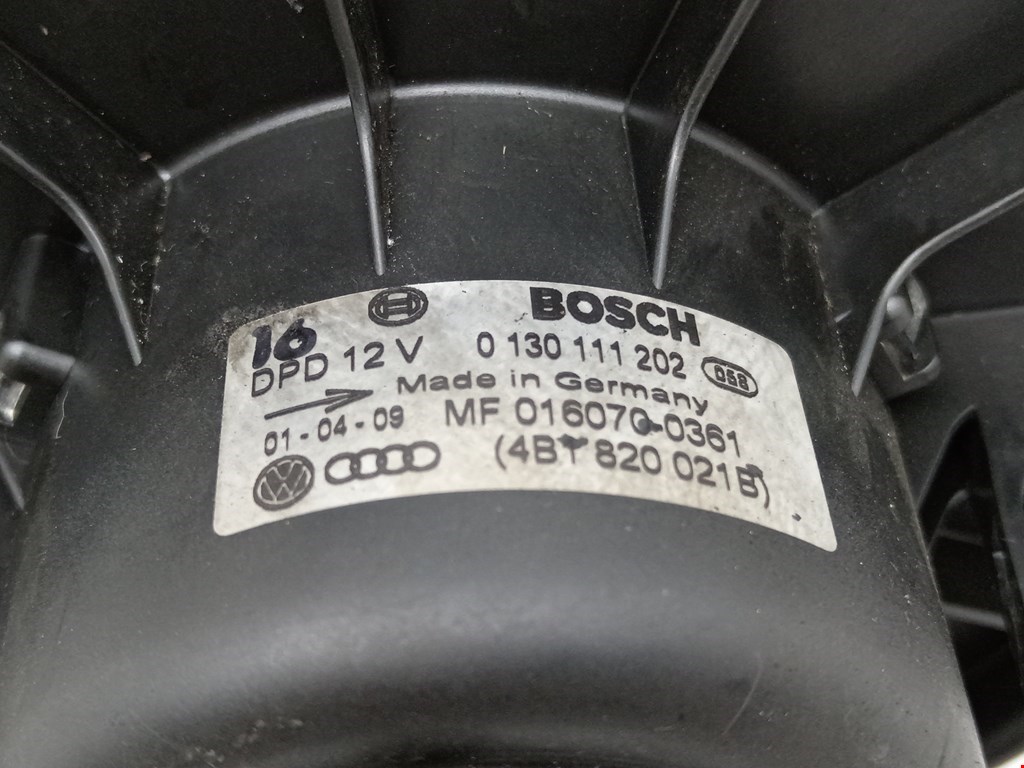 16 BOSCH
DPD 12 V 0 130 111 202 058
Made in Germany
01-04-09 MF 016070-0361
(4B1 820 021B)